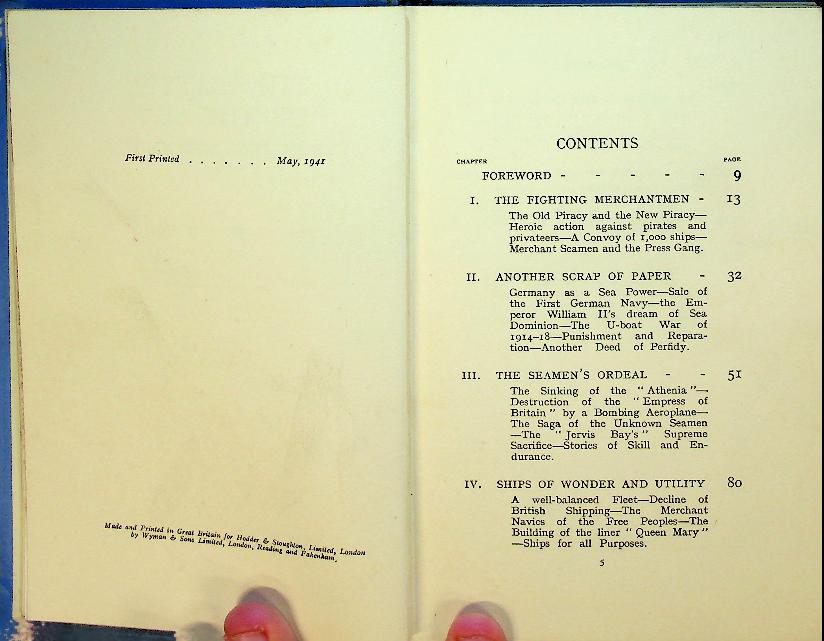 First Printed . . . . . . . May, 1941
Made and Printed in Great Britain for Hodder & Stoughton, Limited, London
by Wyman & Sons Limited, London, Reading and Fakenham.
CONTENTS
CHAPTER PAGE
FOREWORD - - - - - 9
I. THE FIGHTING MERCHANTMEN - 13
The Old Piracy and the New Piracy—
Heroic action against pirates and
privateers—A Convoy of 1,000 ships—
Merchant Seamen and the Press Gang.
II. ANOTHER SCRAP OF PAPER - 32
Germany as a Sea Power—Sale of
the First German Navy—the Em-
peror William II's dream of Sea
Dominion—The U-boat War of
1914-18—Punishment and Repara-
tion—Another Deed of Perfidy.
III. THE SEAMEN'S ORDEAL - - 51
The Sinking of the "Athenia"—
Destruction of the "Empress of
Britain" by a Bombing Aeroplane—
The Saga of the Unknown Seamen
—The "Jervis Bay's" Supreme
Sacrifice—Stories of Skill and En-
durance.
IV. SHIPS OF WONDER AND UTILITY 80
A well-balanced Fleet—Decline of
British Shipping—The Merchant
Navies of the Free Peoples—The
Building of the liner "Queen Mary"
—Ships for all Purposes.
5